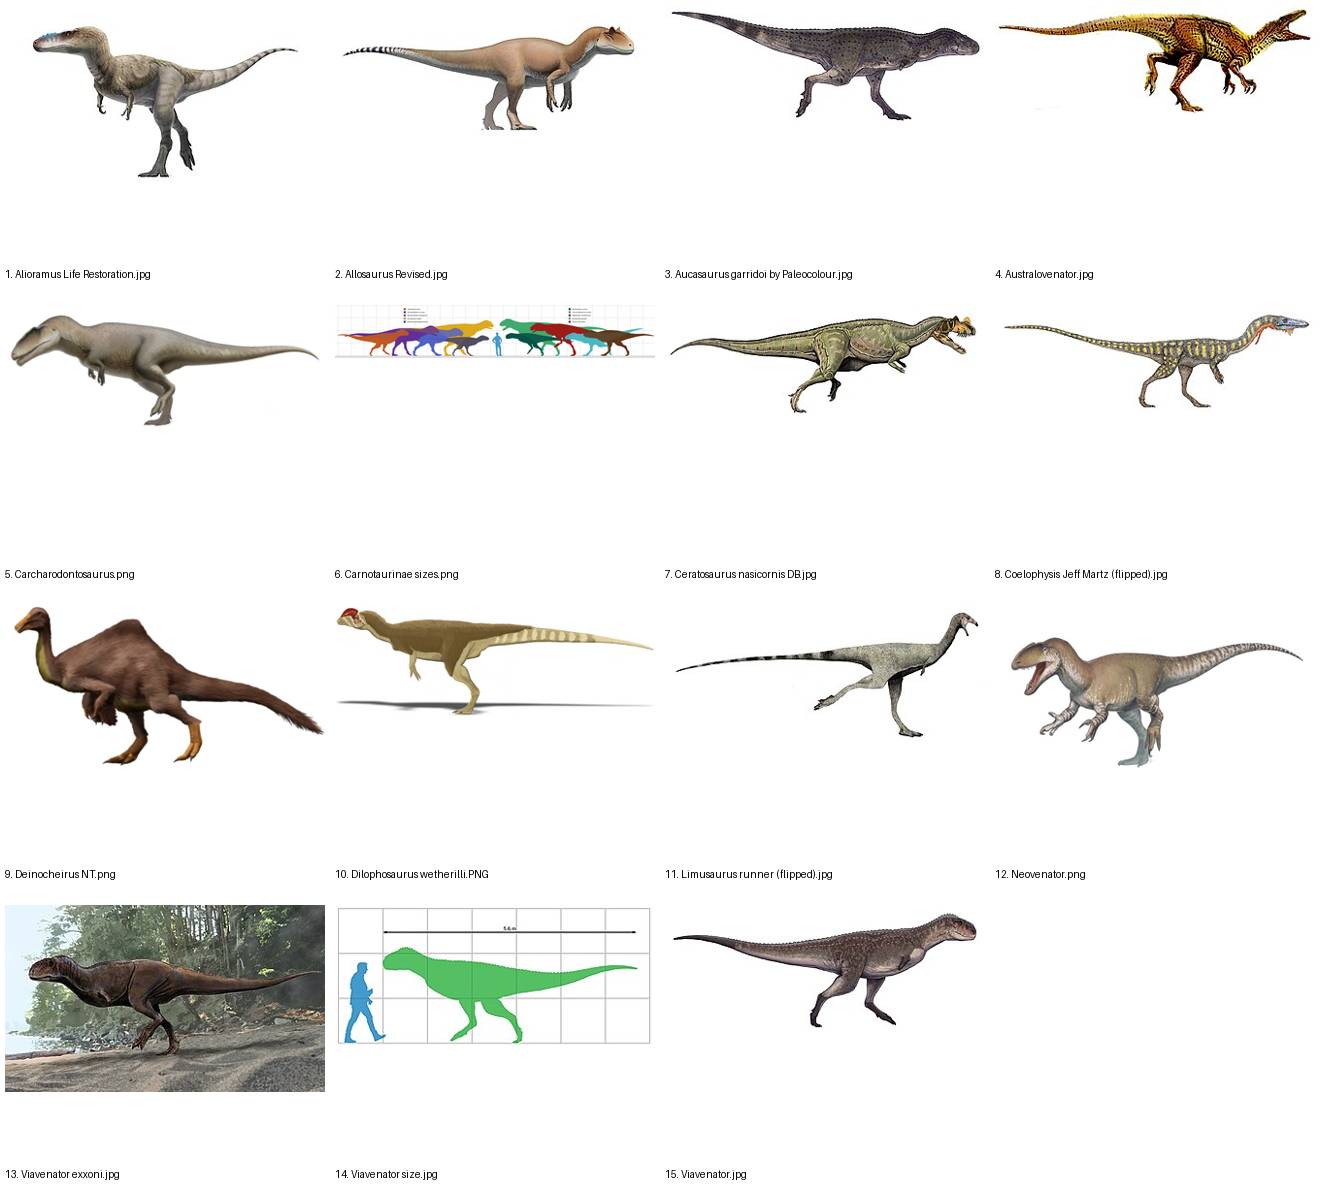 1. Alioramus Life Restoration.jpg
2. Allosaurus Revised.jpg
3. Aucasaurus garridoi by Paleocolour.jpg
4. Australovenator.jpg
5. Carcharodontosaurus.png
6. Carnotaurinae sizes.png
7. Ceratosaurus nasicornis DB.jpg
8. Coelophysis Jeff Martz (flipped).jpg
9. Deinocheirus NT.png
10. Dilophosaurus wetherilli.PNG
11. Limusaurus runner (flipped).jpg
12. Neovenator.png
5.6 m
13. Viavenator exxoni.jpg
14. Viavenator size.jpg
15. Viavenator.jpg